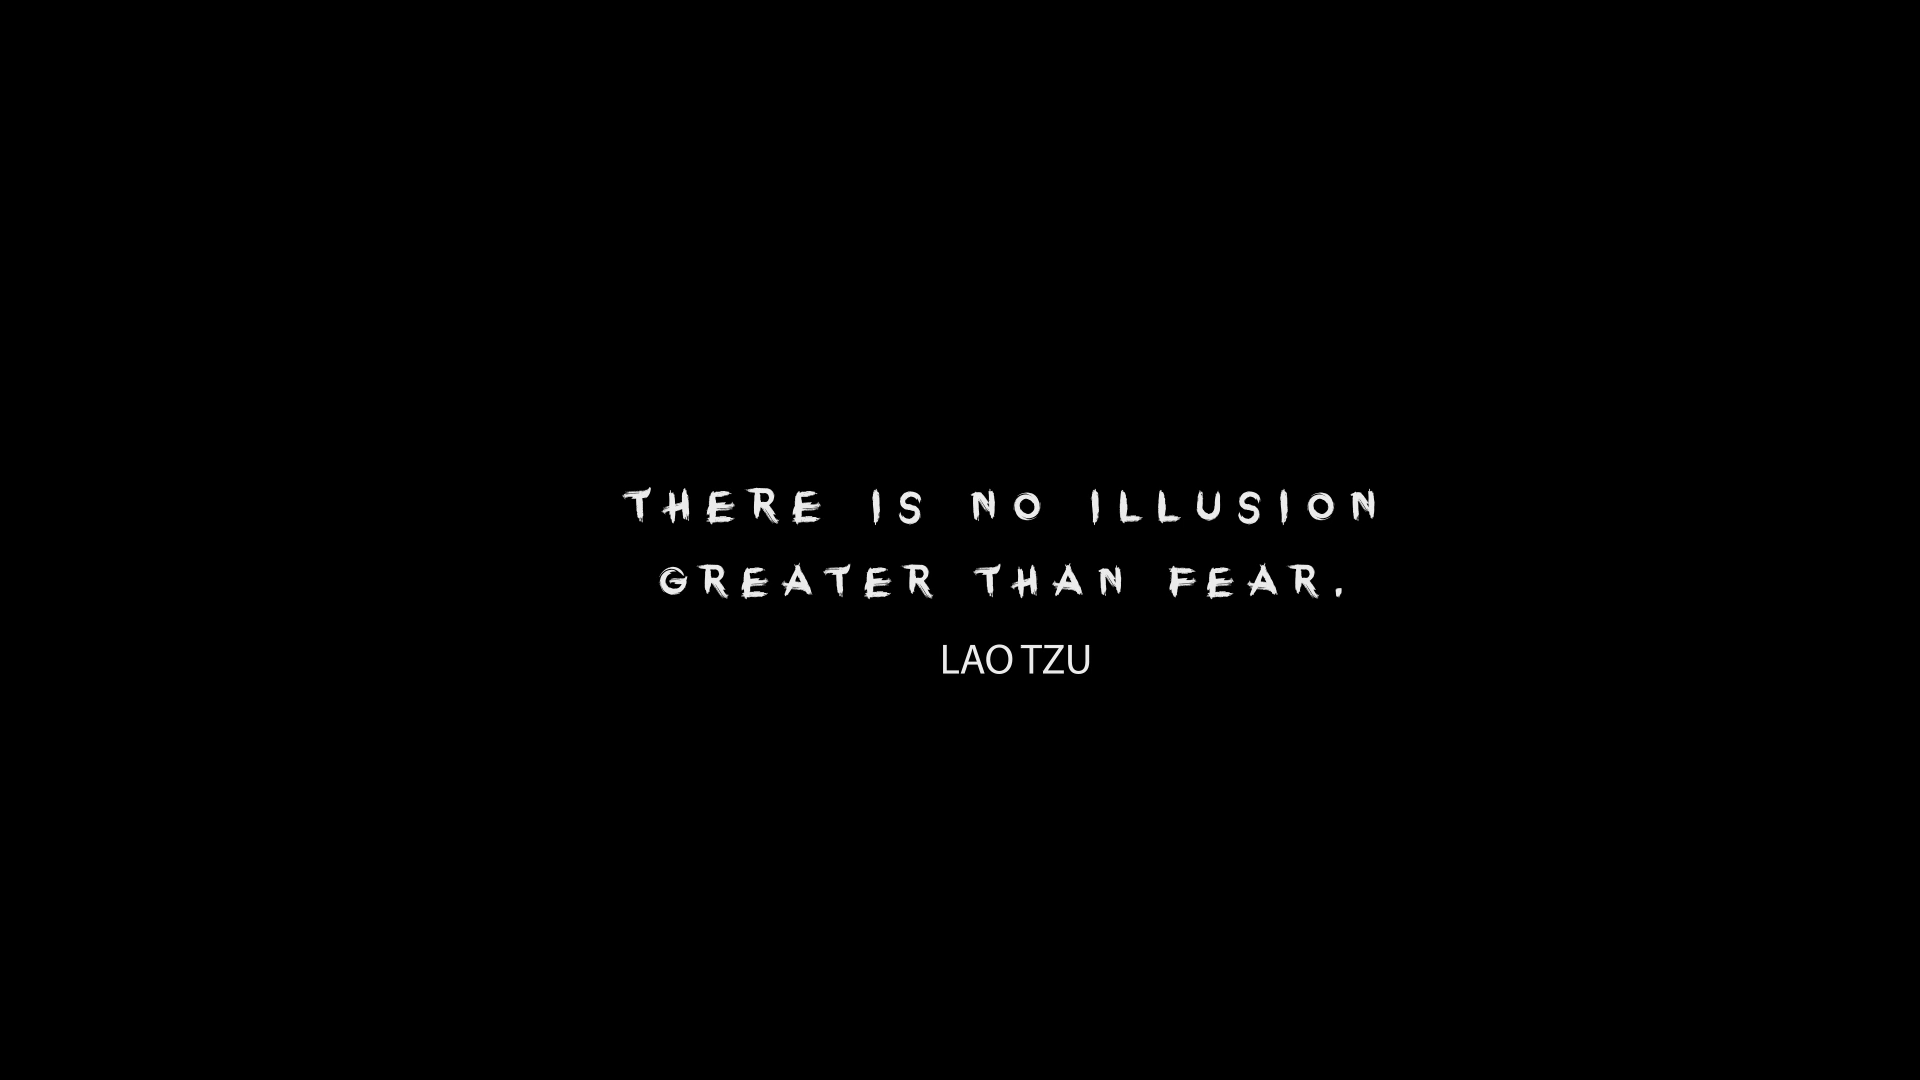 THERE IS NO ILLUSION
GREATER THAN FEAR.
LAO TZU